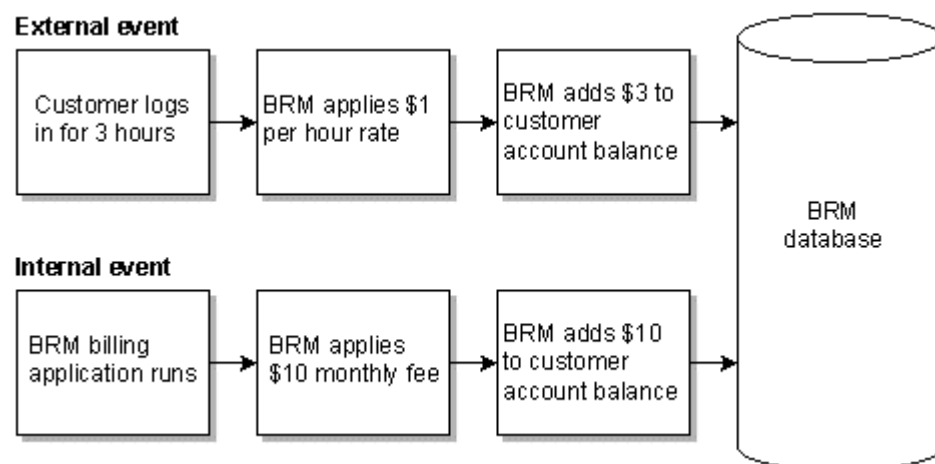 External event
Customer logs
in for 3 hours
BRM applies $1
per hour rate
BRM adds $3 to
customer
account balance
BRM
database
Internal event
BRM billing
application runs
BRM applies
$10 monthly fee
BRM adds $10
to customer
account balance